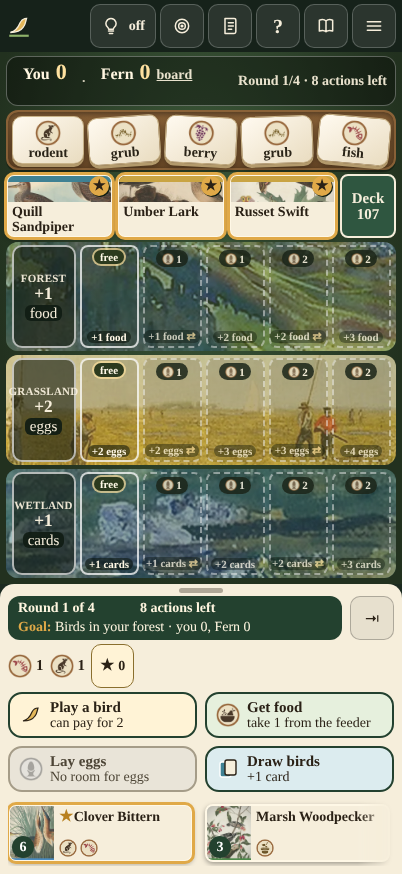 off
?
You 0 . Fern 0 board
Round 1/4 · 8 actions left
rodent
grub
berry
grub
fish
Quill Sandpiper
Umber Lark
Russet Swift
Deck 107
FOREST
+1
food
free
1
1
2
2
+1 food
+1 food ⇄
+2 food
+2 food ⇄
+3 food
GRASSLAND
+2
eggs
free
1
1
2
2
+2 eggs
+2 eggs ⇄
+3 eggs
+3 eggs ⇄
+4 eggs
WETLAND
+1
cards
free
1
1
2
2
+1 cards
+1 cards ⇄
+2 cards
+2 cards ⇄
+3 cards
Round 1 of 4 8 actions left
Goal: Birds in your forest · you 0, Fern 0
1 1 ★ 0
Play a bird
can pay for 2
Get food
take 1 from the feeder
Lay eggs
No room for eggs
Draw birds
+1 card
★Clover Bittern
6
Marsh Woodpecker
3